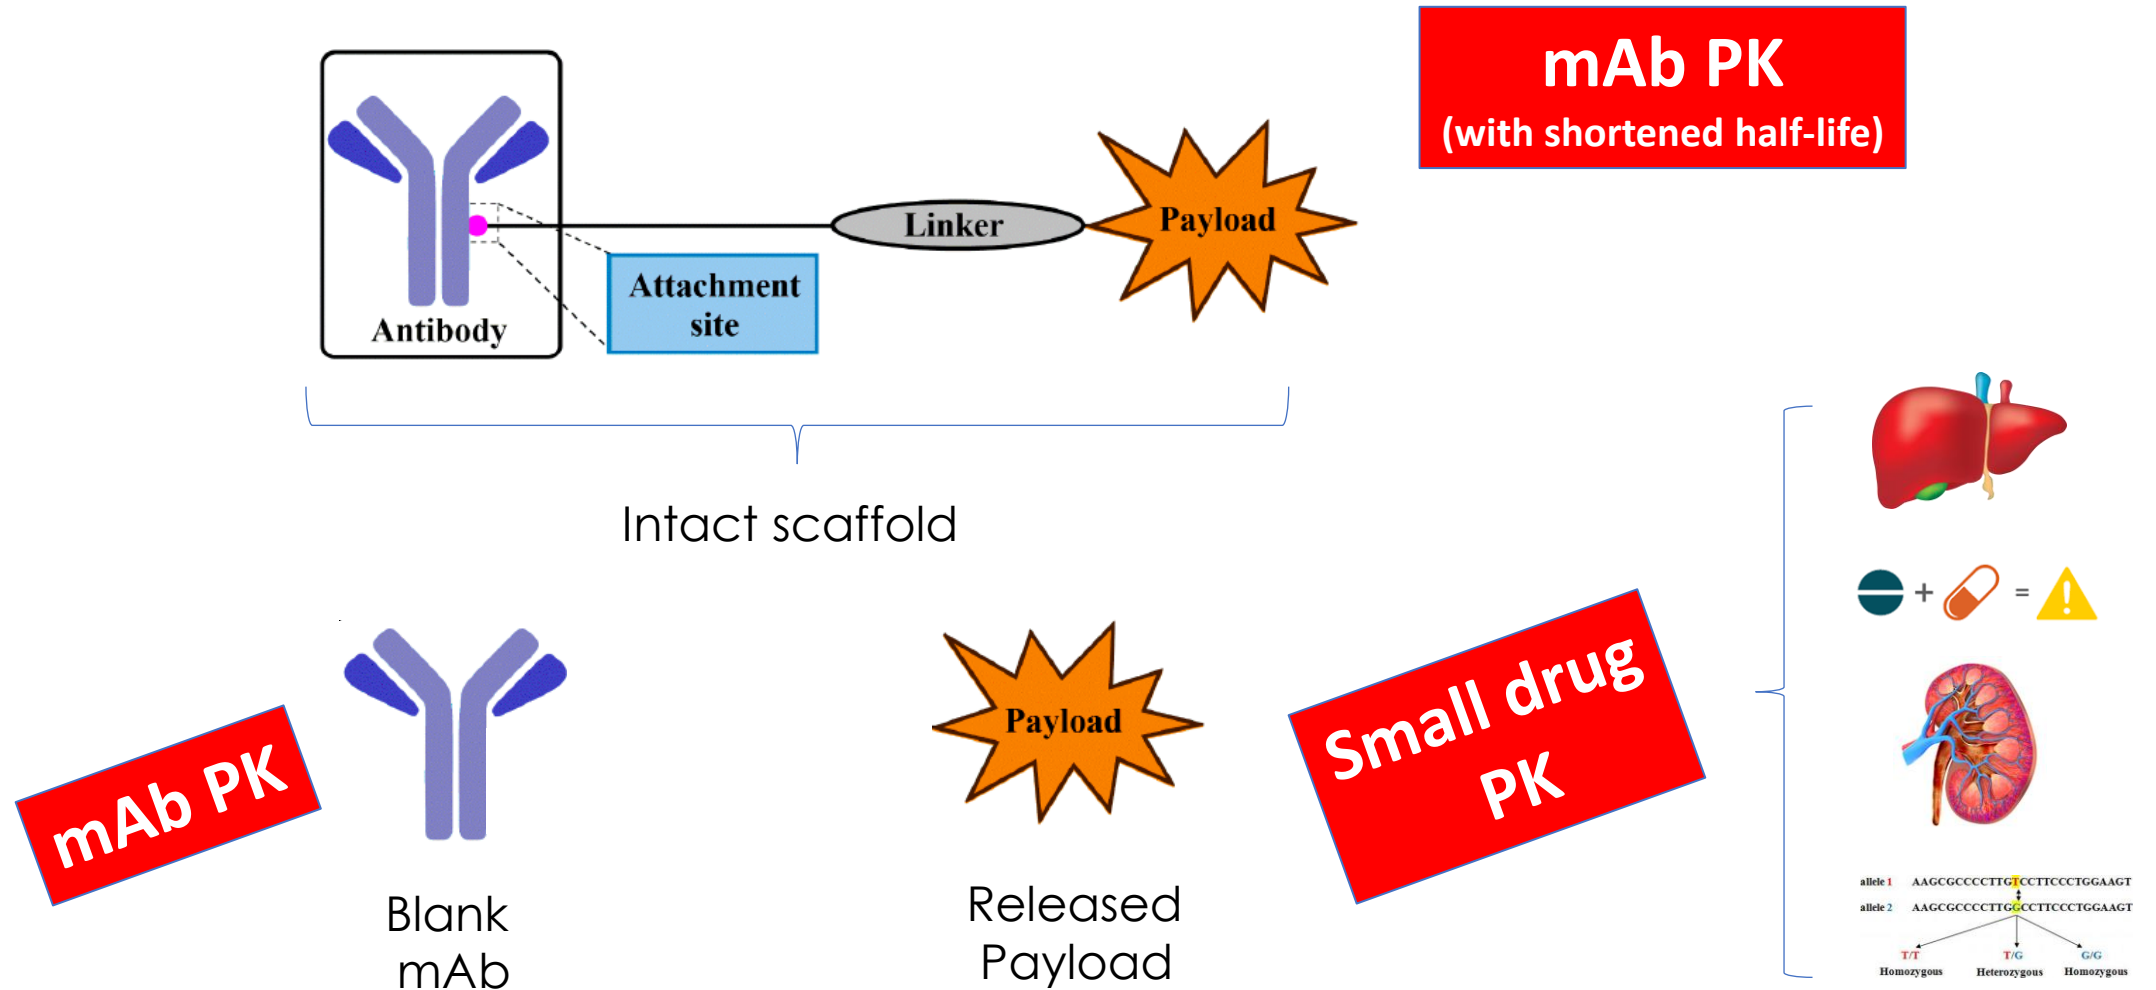 mAb PK
(with shortened half-life)
Linker
Payload
Attachment
site
Antibody
Intact scaffold
+
=
!
mAb PK
Payload
Small drug
PK
Blank
mAb
Released
Payload
allele 1 AAGCGCCCCTTGTCCTTCCCTGGAAGT
allele 2 AAGCGCCCCTTGGCCTTCCCTGGAAGT
T/T T/G G/G
Homozygous Heterozygous Homozygous